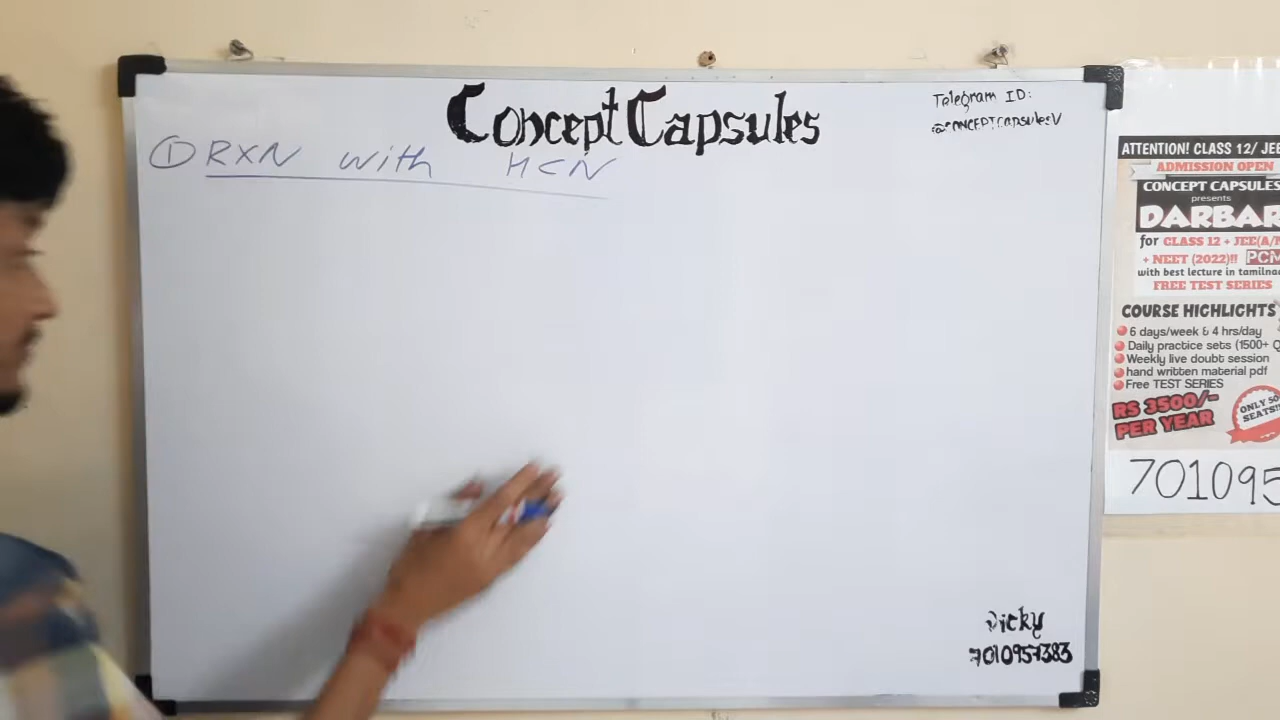 Concept Capsules
Telegram ID:
@CONCEPTCapsulesV
① RXN with HCN
ATTENTION! CLASS 12/ JEE
ADMISSION OPEN
CONCEPT CAPSULES
presents
DARBAR
for CLASS 12 + JEE(A/M
+ NEET (2022)!! PCM
with best lecture in tamilnad
FREE TEST SERIES
COURSE HIGHLIGHTS
6 days/week & 4 hrs/day
Daily practice sets (1500+ Q
Weekly live doubt session
hand written material pdf
Free TEST SERIES
RS 3500/-
PER YEAR
ONLY 50
SEATS!!
701095
Vicky
7010957383